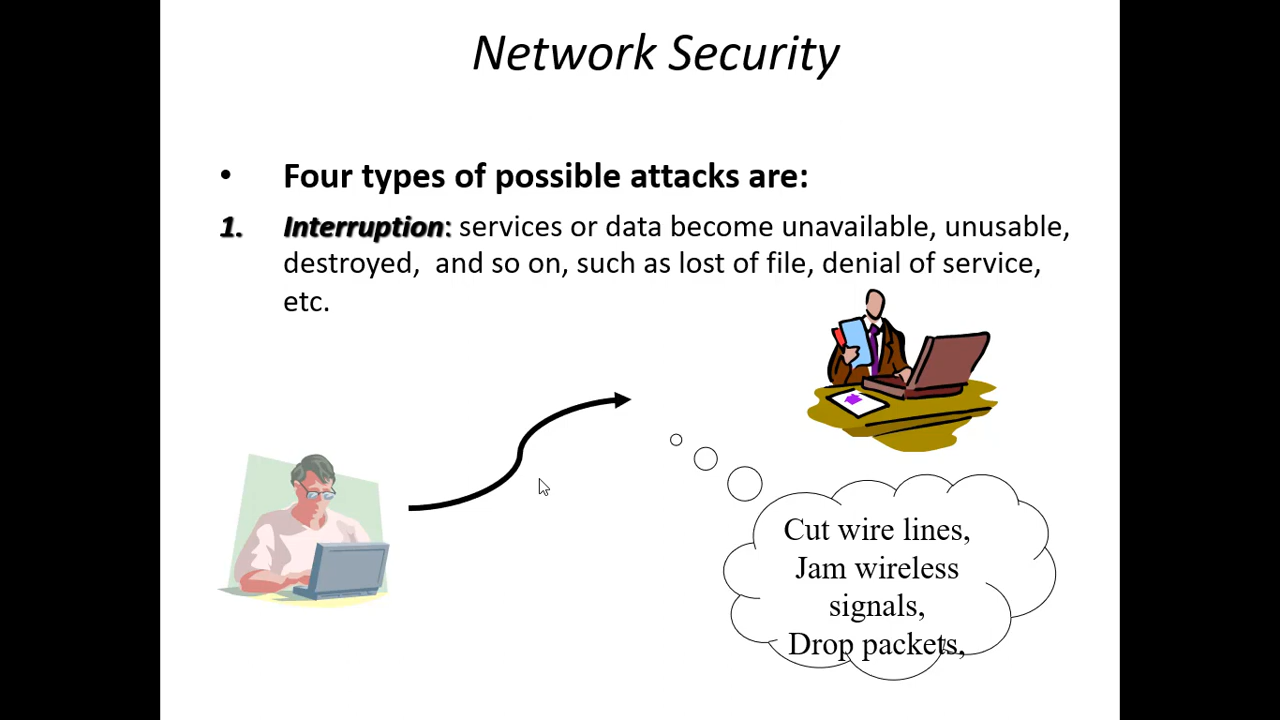 Network Security
• Four types of possible attacks are:
1. Interruption: services or data become unavailable, unusable,
destroyed, and so on, such as lost of file, denial of service,
etc.
Cut wire lines,
Jam wireless
signals,
Drop packets,